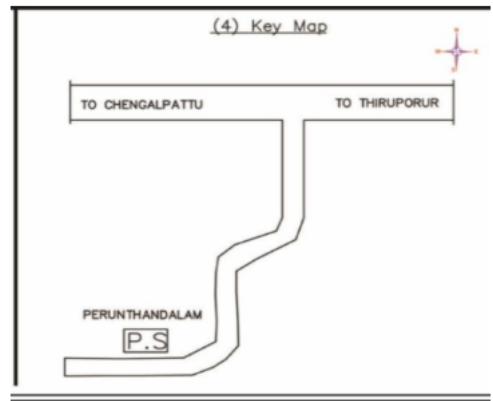 (4) Key Map
TO CHENGALPATTU TO THIRUPORUR
PERUNTHANDALAM
P.S